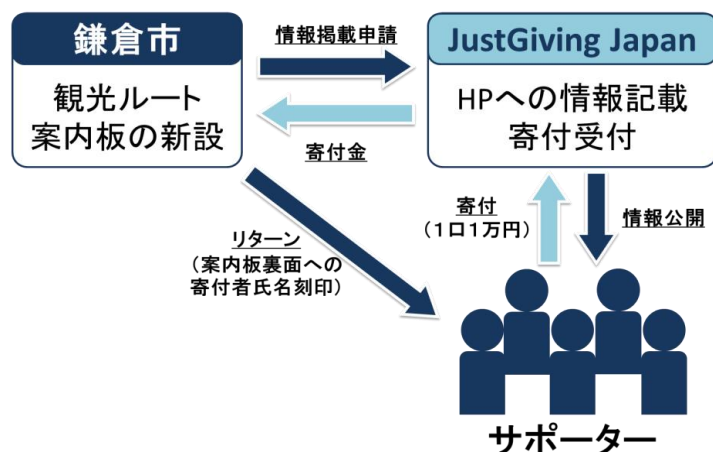 鎌倉市
観光ルート
案内板の新設
情報掲載申請
寄付金
JustGiving Japan
HPへの情報記載
寄付受付
寄付
(1口1万円)
情報公開
リターン
(案内板裏面への
寄付者氏名刻印)
サポーター